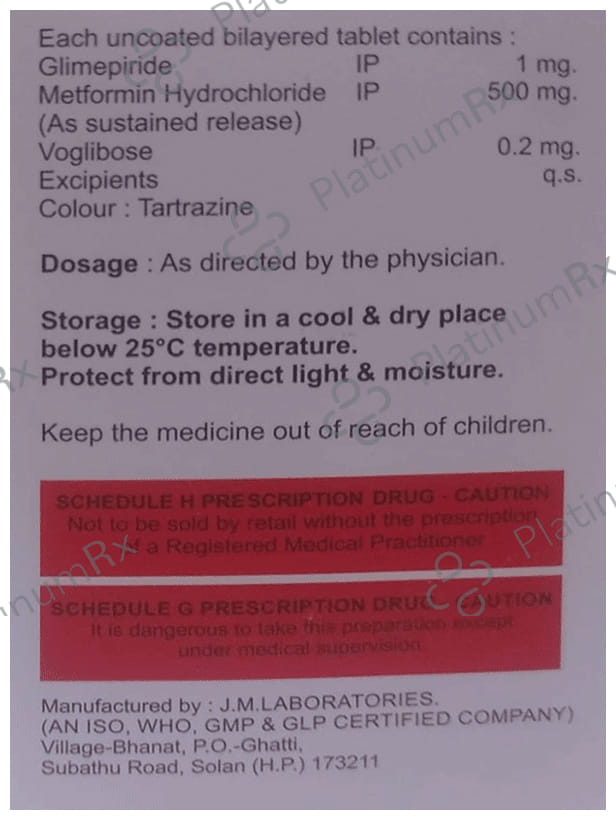 Each uncoated bilayered tablet contains :
Glimepiride IP 1 mg.
Metformin Hydrochloride IP 500 mg.
(As sustained release)
Voglibose IP 0.2 mg.
Excipients q.s.
Colour : Tartrazine
Dosage : As directed by the physician.
Storage : Store in a cool & dry place
below 25°C temperature.
Protect from direct light & moisture.
Keep the medicine out of reach of children.
SCHEDULE H PRESCRIPTION DRUG - CAUTION
Not to be sold by retail without the prescription
of a Registered Medical Practitioner
SCHEDULE G PRESCRIPTION DRUG - CAUTION
It is dangerous to take this preparation except
under medical supervision
Manufactured by : J.M.LABORATORIES.
(AN ISO, WHO, GMP & GLP CERTIFIED COMPANY)
Village-Bhanat, P.O.-Ghatti,
Subathu Road, Solan (H.P.) 173211
PlatinumRx
PlatinumRx